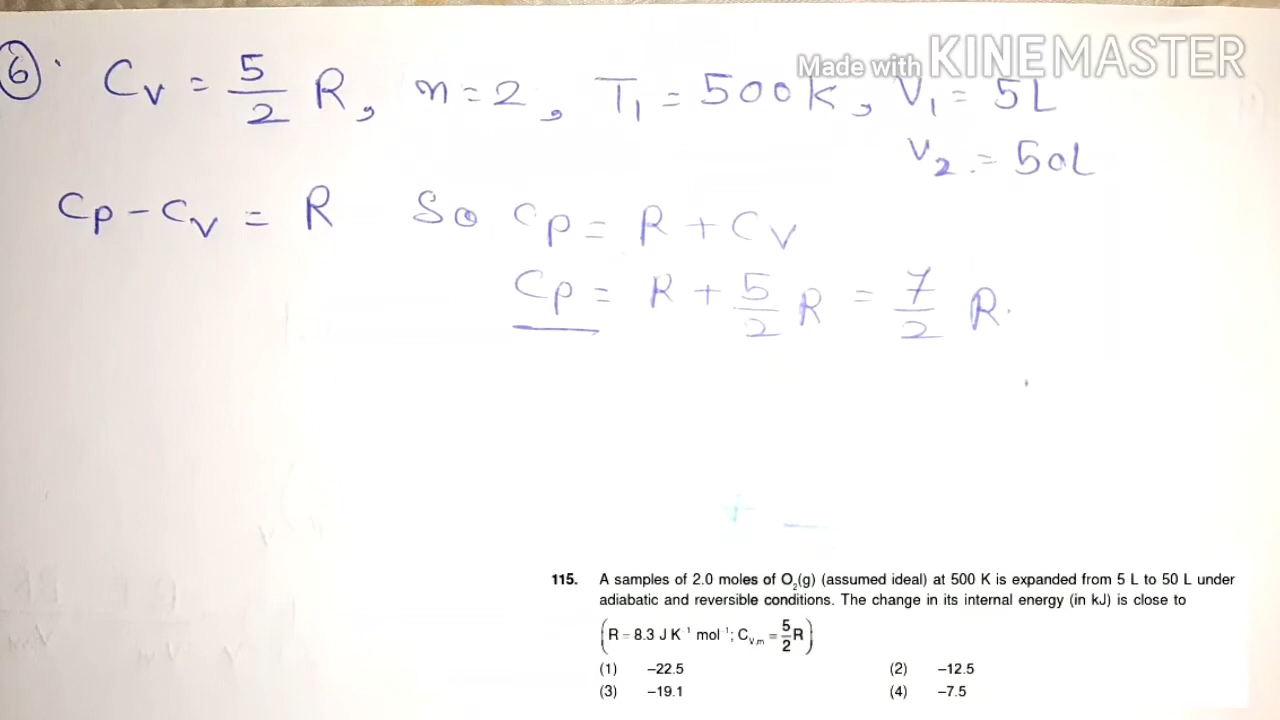 Made with KINEMASTER
6. Cv = 5/2 R, n = 2, T₁ = 500K, V₁ = 5L
V₂ = 50L
Cp - Cv = R So Cp = R + Cv
Cp = R + 5/2 R = 7/2 R.
+ -
115. A samples of 2.0 moles of O₂(g) (assumed ideal) at 500 K is expanded from 5 L to 50 L under
adiabatic and reversible conditions. The change in its internal energy (in kJ) is close to
(R = 8.3 J K ¹ mol ¹; Cv,m = 5/2 R)
(1) –22.5 (2) –12.5
(3) –19.1 (4) –7.5